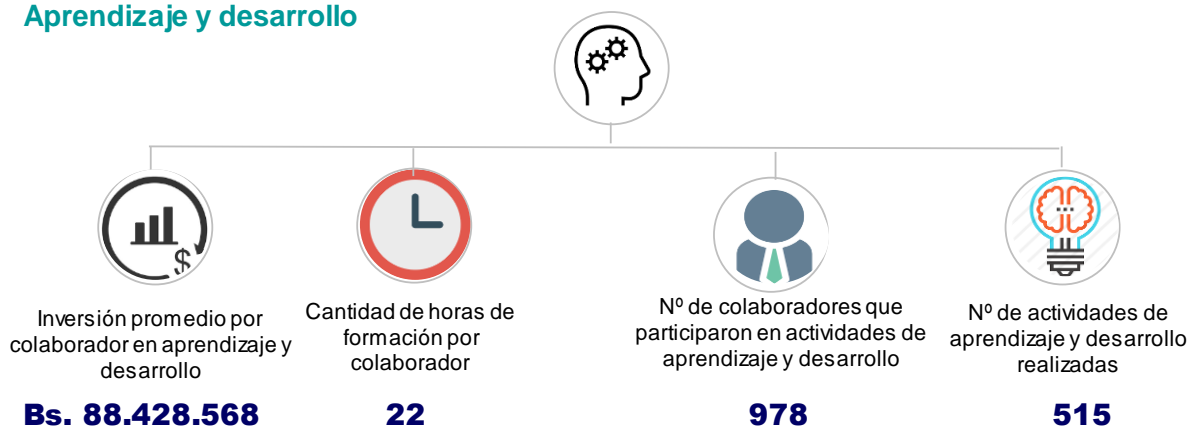 Aprendizaje y desarrollo
$
Inversión promedio por
colaborador en aprendizaje y
desarrollo
Bs. 88.428.568
Cantidad de horas de
formación por
colaborador
22
Nº de colaboradores que
participaron en actividades de
aprendizaje y desarrollo
978
Nº de actividades de
aprendizaje y desarrollo
realizadas
515